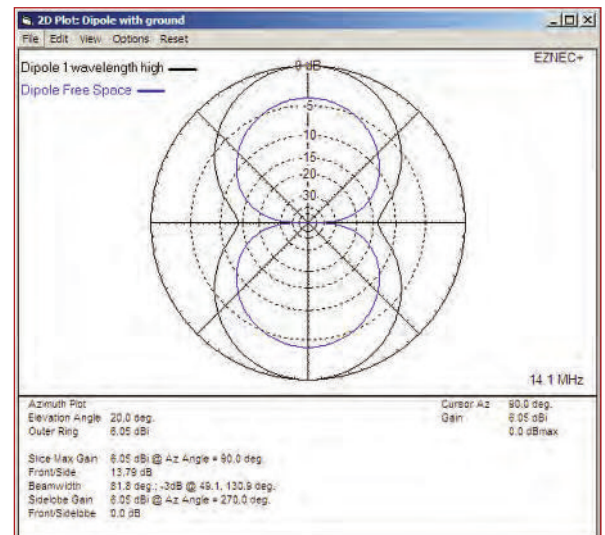 2D Plot: Dipole with ground
File Edit View Options Reset
EZNEC+
Dipole 1 wavelength high
Dipole Free Space
0 dB
-5
-10
-15
-20
-30
14.1 MHz
Azimuth Plot
Elevation Angle 20.0 deg.
Outer Ring 6.05 dBi
Cursor Az 90.0 deg.
Gain 6.05 dBi
0.0 dBmax
Slice Max Gain 6.05 dBi @ Az Angle = 90.0 deg.
Front/Side 13.79 dB
Beamwidth 81.8 deg.; -3dB @ 49.1, 130.9 deg.
Sidelobe Gain 6.05 dBi @ Az Angle = 270.0 deg.
Front/Sidelobe 0.0 dB